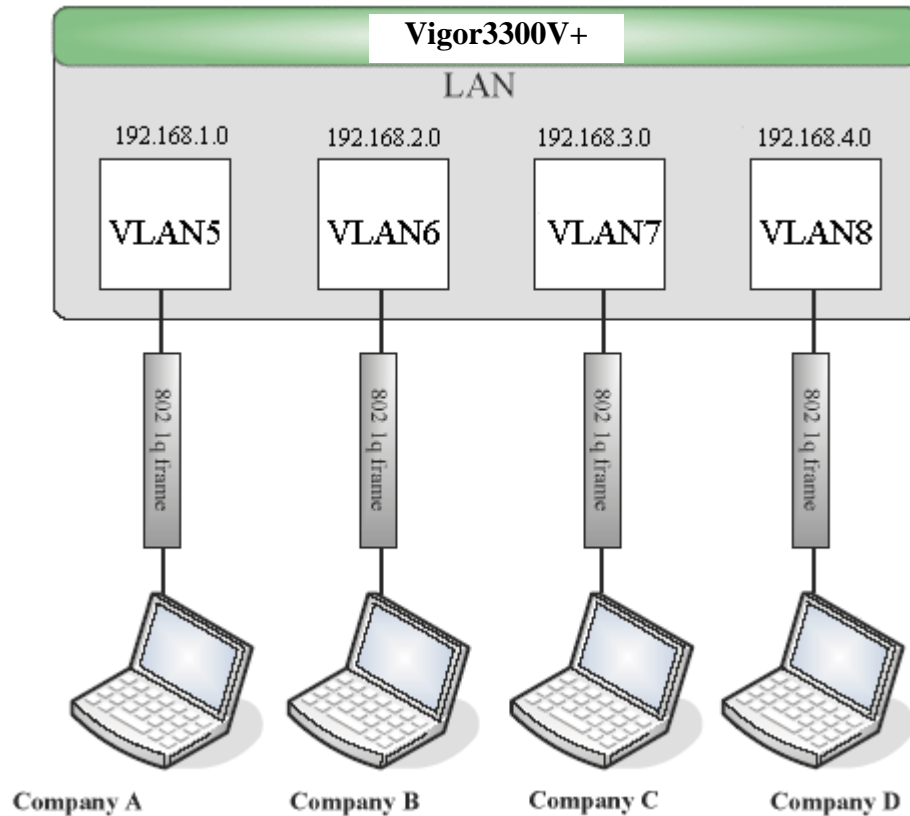 Vigor3300V+
LAN
192.168.1.0 192.168.2.0 192.168.3.0 192.168.4.0
VLAN5 VLAN6 VLAN7 VLAN8
802 1q frame
802 1q frame
802 1q frame
802 1q frame
Company A Company B Company C Company D